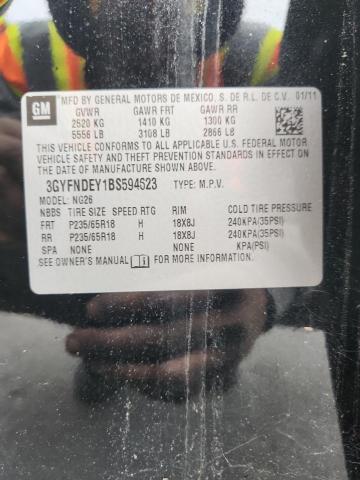 GM
MFD BY GENERAL MOTORS DE MEXICO, S. DE R.L. DE C.V. 01/11
GVWR GAWR FRT GAWR RR
2520 KG 1410 KG 1300 KG
5556 LB 3108 LB 2866 LB
THIS VEHICLE CONFORMS TO ALL APPLICABLE U.S. FEDERAL MOTOR
VEHICLE SAFETY AND THEFT PREVENTION STANDARDS IN EFFECT ON
THE DATE OF MANUFACTURE SHOWN ABOVE.
3GYFNDEY1BS594523 TYPE: M.P.V.
MODEL: NG26
NBBS TIRE SIZE SPEED RTG RIM COLD TIRE PRESSURE
FRT P235/65R18 H 18X8J 240KPA(35PSI)
RR P235/65R18 H 18X8J 240KPA(35PSI)
SPA NONE NONE KPA(PSI)
SEE OWNER'S MANUAL FOR MORE INFORMATION.